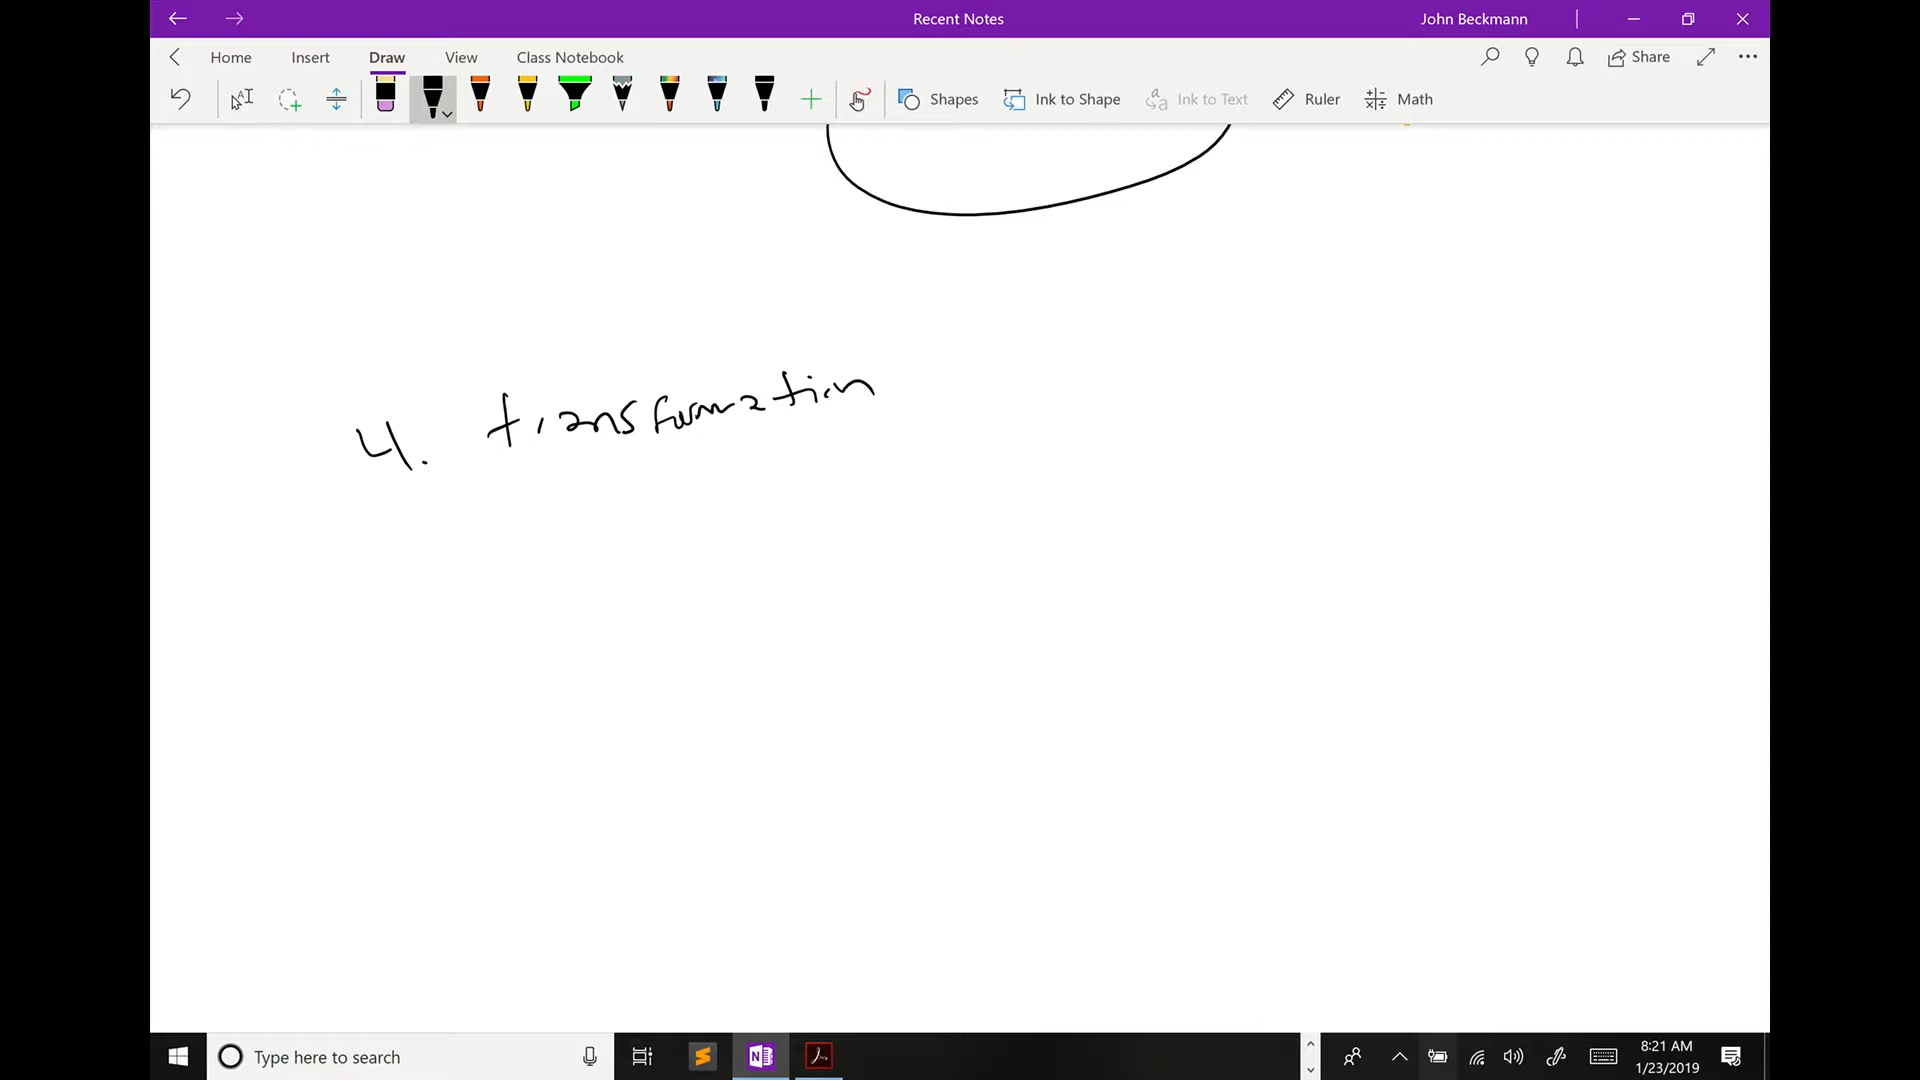 Recent Notes
John Beckmann
Home Insert Draw View Class Notebook
Share
Shapes Ink to Shape Ink to Text Ruler Math
4. transformation
Type here to search
8:21 AM
1/23/2019